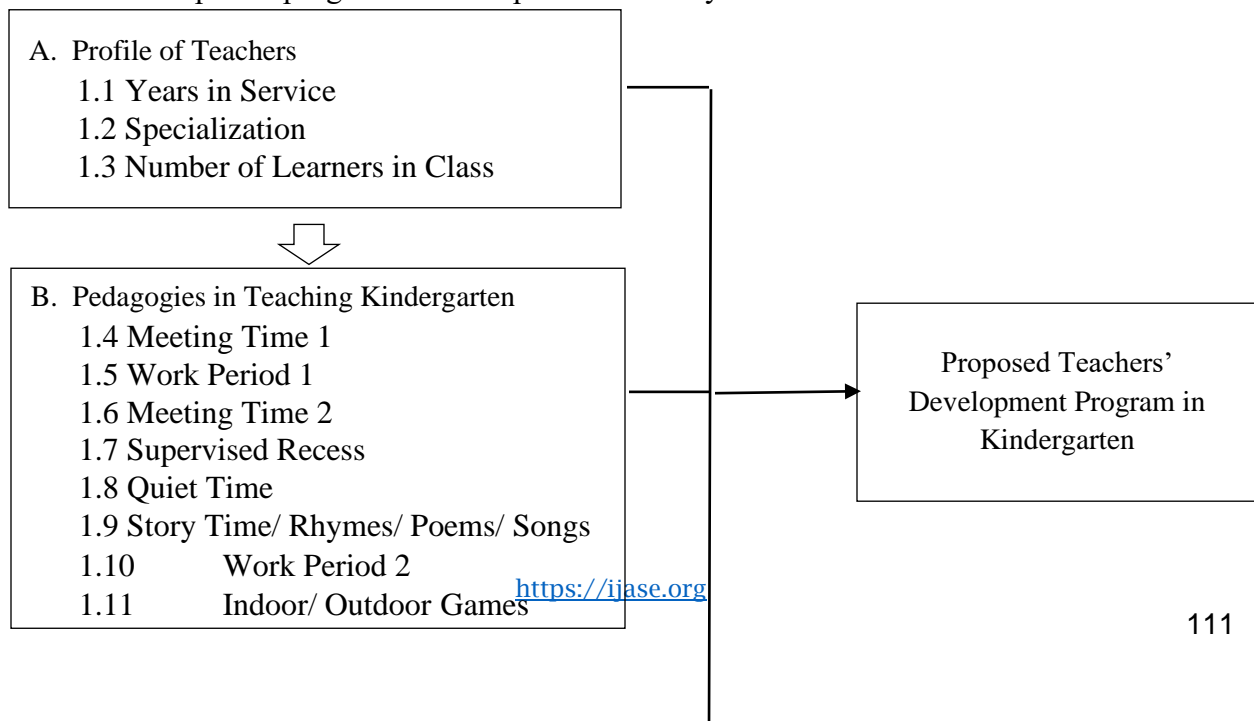 A. Profile of Teachers
1.1 Years in Service
1.2 Specialization
1.3 Number of Learners in Class
B. Pedagogies in Teaching Kindergarten
1.4 Meeting Time 1
1.5 Work Period 1
1.6 Meeting Time 2
1.7 Supervised Recess
1.8 Quiet Time
1.9 Story Time/ Rhymes/ Poems/ Songs
1.10 Work Period 2
1.11 Indoor/ Outdoor Games
Proposed Teachers’
Development Program in
Kindergarten
https://ijase.org
111